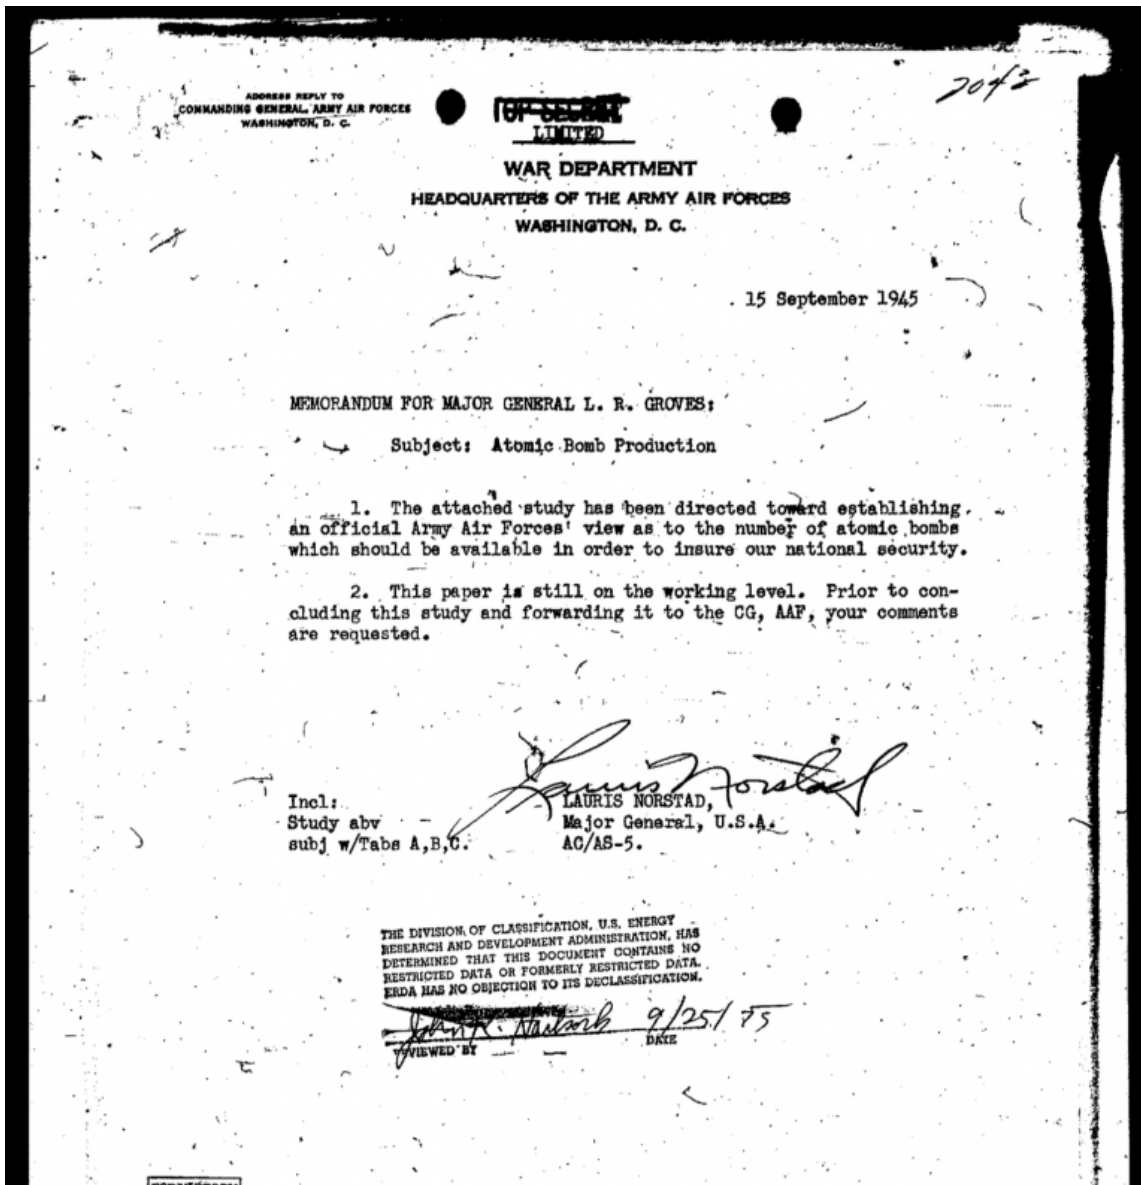 2042
ADDRESS REPLY TO
COMMANDING GENERAL, ARMY AIR FORCES
WASHINGTON, D. C.
TOP SECRET
LIMITED
WAR DEPARTMENT
HEADQUARTERS OF THE ARMY AIR FORCES
WASHINGTON, D. C.
15 September 1945
MEMORANDUM FOR MAJOR GENERAL L. R. GROVES:
Subject: Atomic Bomb Production
1. The attached study has been directed toward establishing
an official Army Air Forces' view as to the number of atomic bombs
which should be available in order to insure our national security.
2. This paper is still on the working level. Prior to con-
cluding this study and forwarding it to the CG, AAF, your comments
are requested.
Lauris Norstad
Incl: LAURIS NORSTAD,
Study abv Major General, U.S.A.
subj w/Tabs A,B,C. AC/AS-5.
THE DIVISION OF CLASSIFICATION, U.S. ENERGY
RESEARCH AND DEVELOPMENT ADMINISTRATION, HAS
DETERMINED THAT THIS DOCUMENT CONTAINS NO
RESTRICTED DATA OR FORMERLY RESTRICTED DATA.
ERDA HAS NO OBJECTION TO ITS DECLASSIFICATION.
John 9/25/75
REVIEWED BY DATE